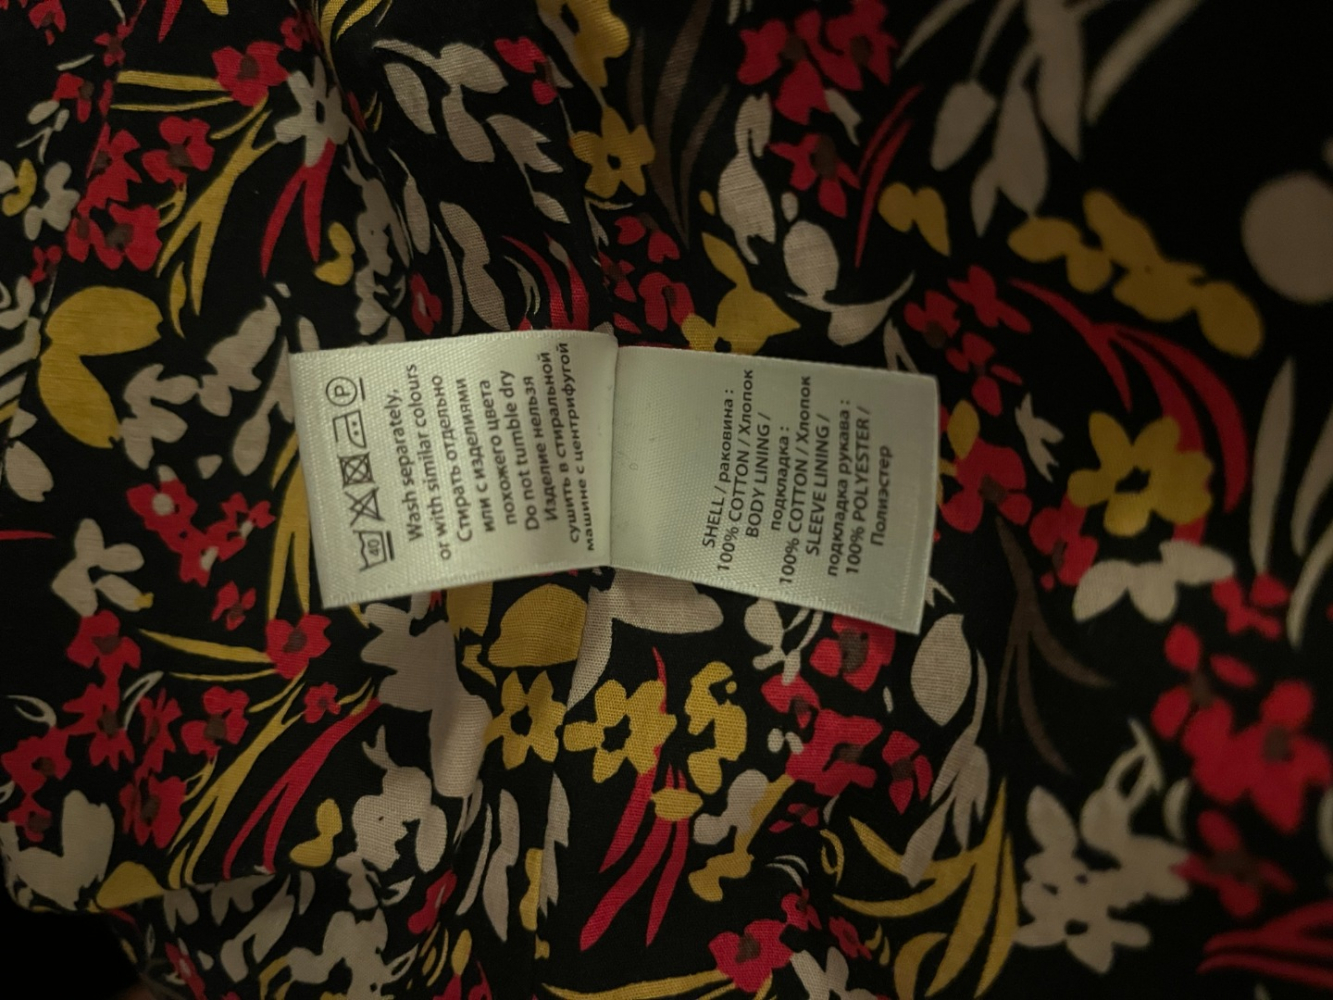 40 P
Wash separately,
or with similar colours
Стирать отдельно
или с изделиями
похожего цвета
Do not tumble dry
Изделие нельзя
сушить в стиральной
машине с центрифугой
SHELL / раковина :
100% COTTON / Хлопок
BODY LINING /
подкладка :
100% COTTON / Хлопок
SLEEVE LINING /
подкладка рукава :
100% POLYESTER /
Полиэстер